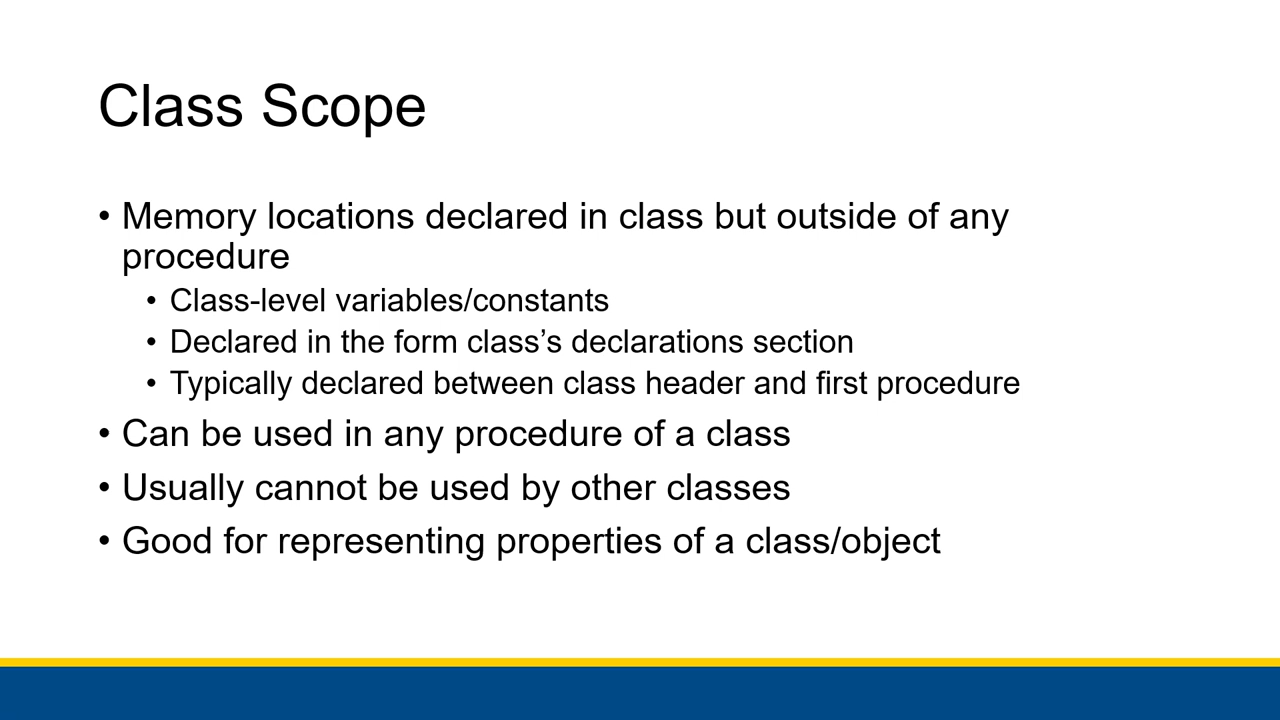 Class Scope
• Memory locations declared in class but outside of any
procedure
• Class-level variables/constants
• Declared in the form class’s declarations section
• Typically declared between class header and first procedure
• Can be used in any procedure of a class
• Usually cannot be used by other classes
• Good for representing properties of a class/object